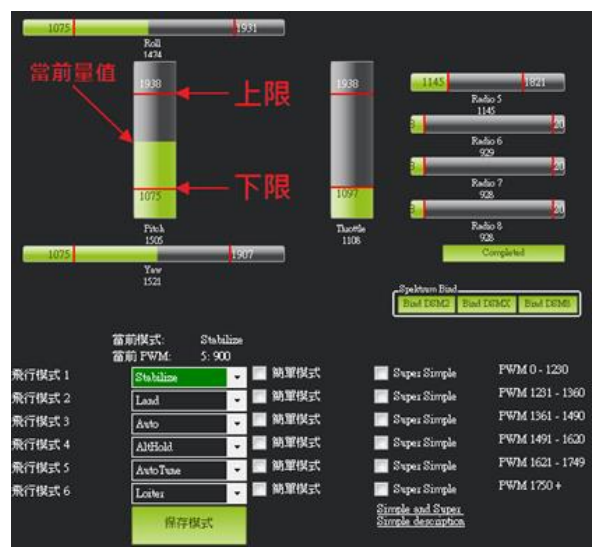 1075 1931
Roll
1474
當前量值
1938
上限
下限
1075
Pitch
1505
1938
1097
Throttle
1108
1145 1821
Radio 5
1145
20
Radio 6
929
20
Radio 7
928
20
Radio 8
928
Completed
1075 1907
Yaw
1521
Spektrum Bind
Bind DSM2 Bind DSMX Bind DSM8
當前模式: Stabilize
當前 PWM: 5: 900
飛行模式 1 Stabilize 簡單模式 Super Simple PWM 0 - 1230
飛行模式 2 Land 簡單模式 Super Simple PWM 1231 - 1360
飛行模式 3 Auto 簡單模式 Super Simple PWM 1361 - 1490
飛行模式 4 AltHold 簡單模式 Super Simple PWM 1491 - 1620
飛行模式 5 AutoTune 簡單模式 Super Simple PWM 1621 - 1749
飛行模式 6 Loiter 簡單模式 Super Simple PWM 1750 +
Simple and Super
Simple description
保存模式